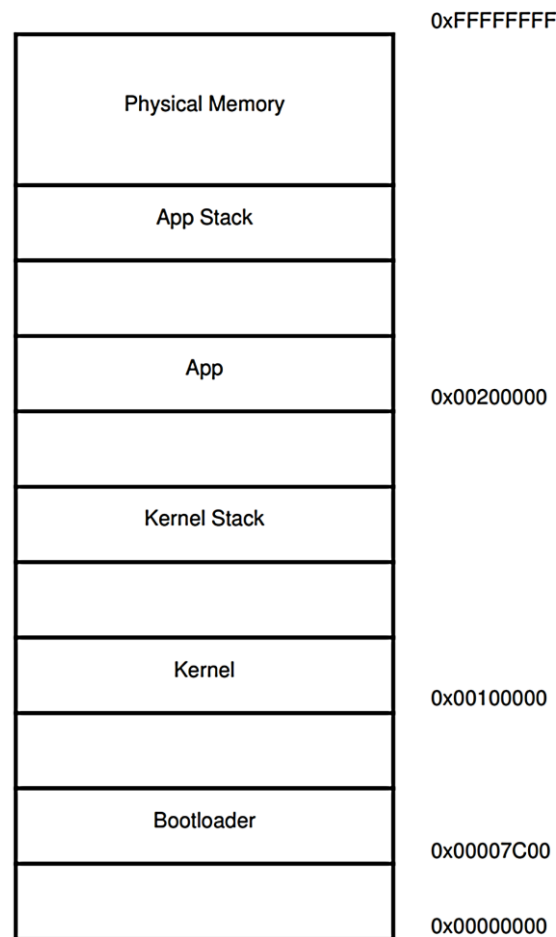 0xFFFFFFFF
Physical Memory
App Stack
App
0x00200000
Kernel Stack
Kernel
0x00100000
Bootloader
0x00007C00
0x00000000